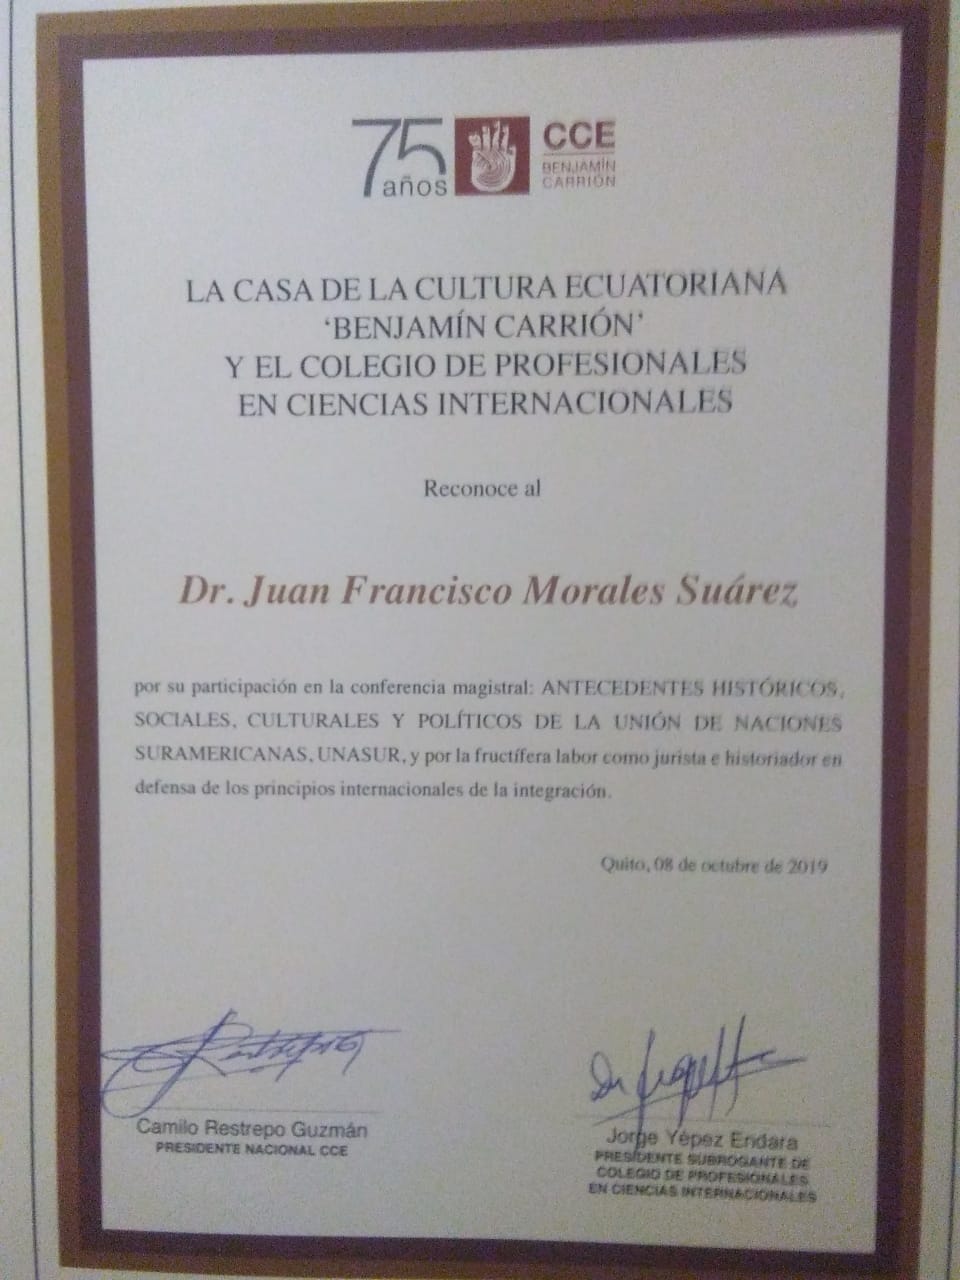 75 años CCE
BENJAMÍN
CARRIÓN
LA CASA DE LA CULTURA ECUATORIANA
‘BENJAMÍN CARRIÓN’
Y EL COLEGIO DE PROFESIONALES
EN CIENCIAS INTERNACIONALES
Reconoce al
Dr. Juan Francisco Morales Suárez
por su participación en la conferencia magistral: ANTECEDENTES HISTÓRICOS,
SOCIALES, CULTURALES Y POLÍTICOS DE LA UNIÓN DE NACIONES
SURAMERICANAS, UNASUR, y por la fructífera labor como jurista e historiador en
defensa de los principios internacionales de la integración.
Quito, 08 de octubre de 2019
Camilo Restrepo Guzmán
PRESIDENTE NACIONAL CCE
Jorge Yépez Endara
PRESIDENTE SUBROGANTE DE
COLEGIO DE PROFESIONALES
EN CIENCIAS INTERNACIONALES